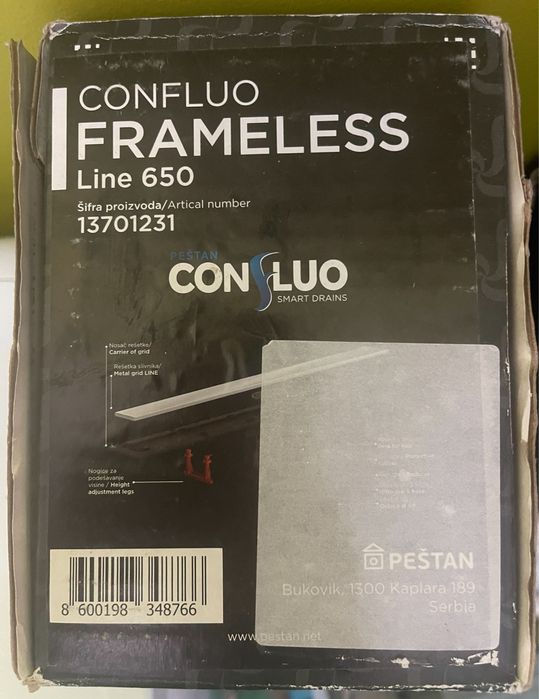 CONFLUO
FRAMELESS
Line 650
Šifra proizvoda/Artical number
13701231
PEŠTAN
CONFLUO
SMART DRAINS
Nosač rešetke/
Carrier of grid
Rešetka slivnika/
Metal grid LINE
Nogice za
podešavanje
visine / Height
adjustment legs
PEŠTAN
Bukovik, 1300 Kaplara 189
Serbia
8 600198 348766
www.pestan.net